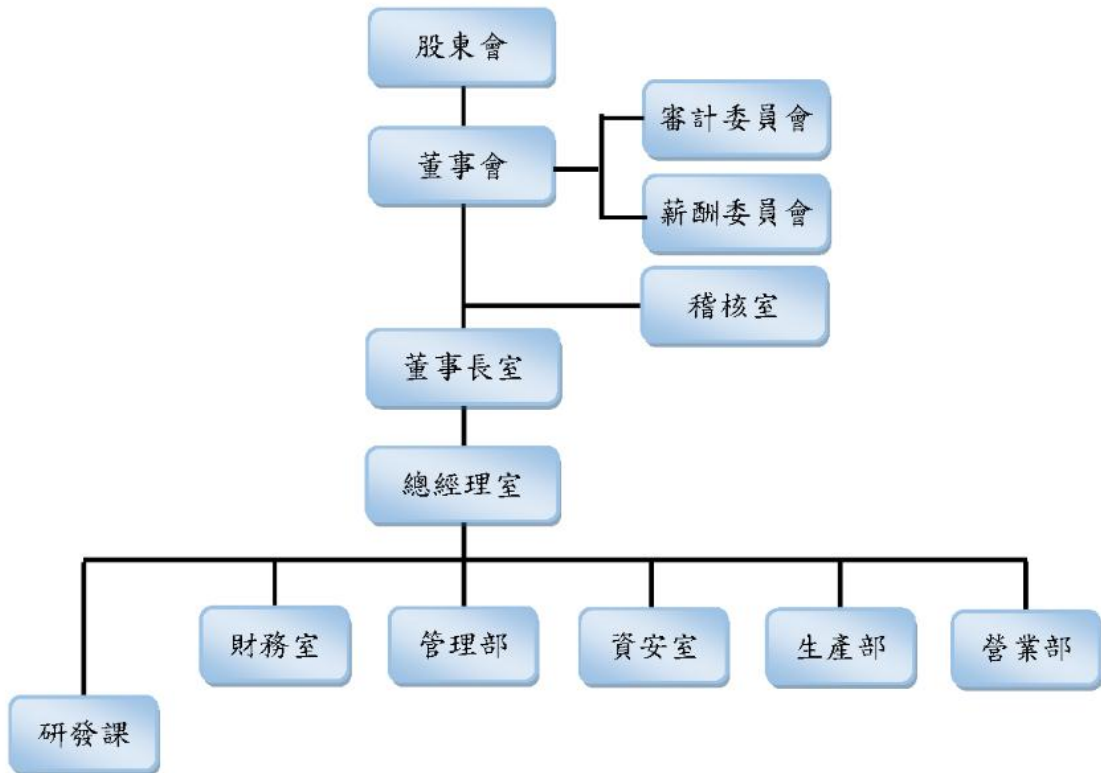 股東會
審計委員會
董事會
薪酬委員會
稽核室
董事長室
總經理室
財務室
管理部
資安室
生產部
營業部
研發課